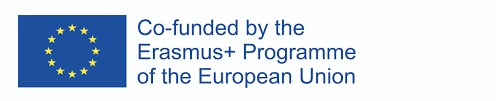 Co-funded by the
Erasmus+ Programme
of the European Union